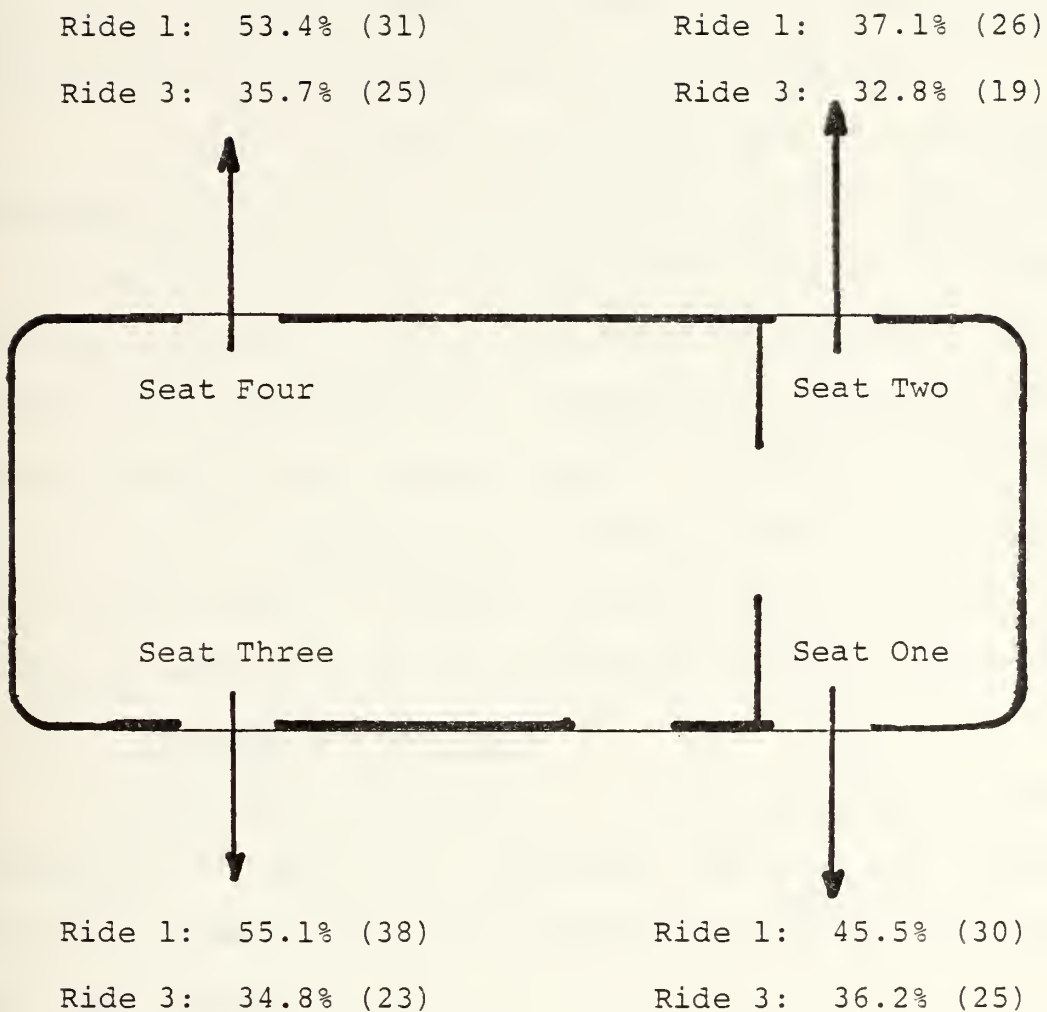 Ride 1: 53.4% (31)
Ride 3: 35.7% (25)
Ride 1: 37.1% (26)
Ride 3: 32.8% (19)
Seat Four
Seat Two
Seat Three
Seat One
Ride 1: 55.1% (38)
Ride 3: 34.8% (23)
Ride 1: 45.5% (30)
Ride 3: 36.2% (25)